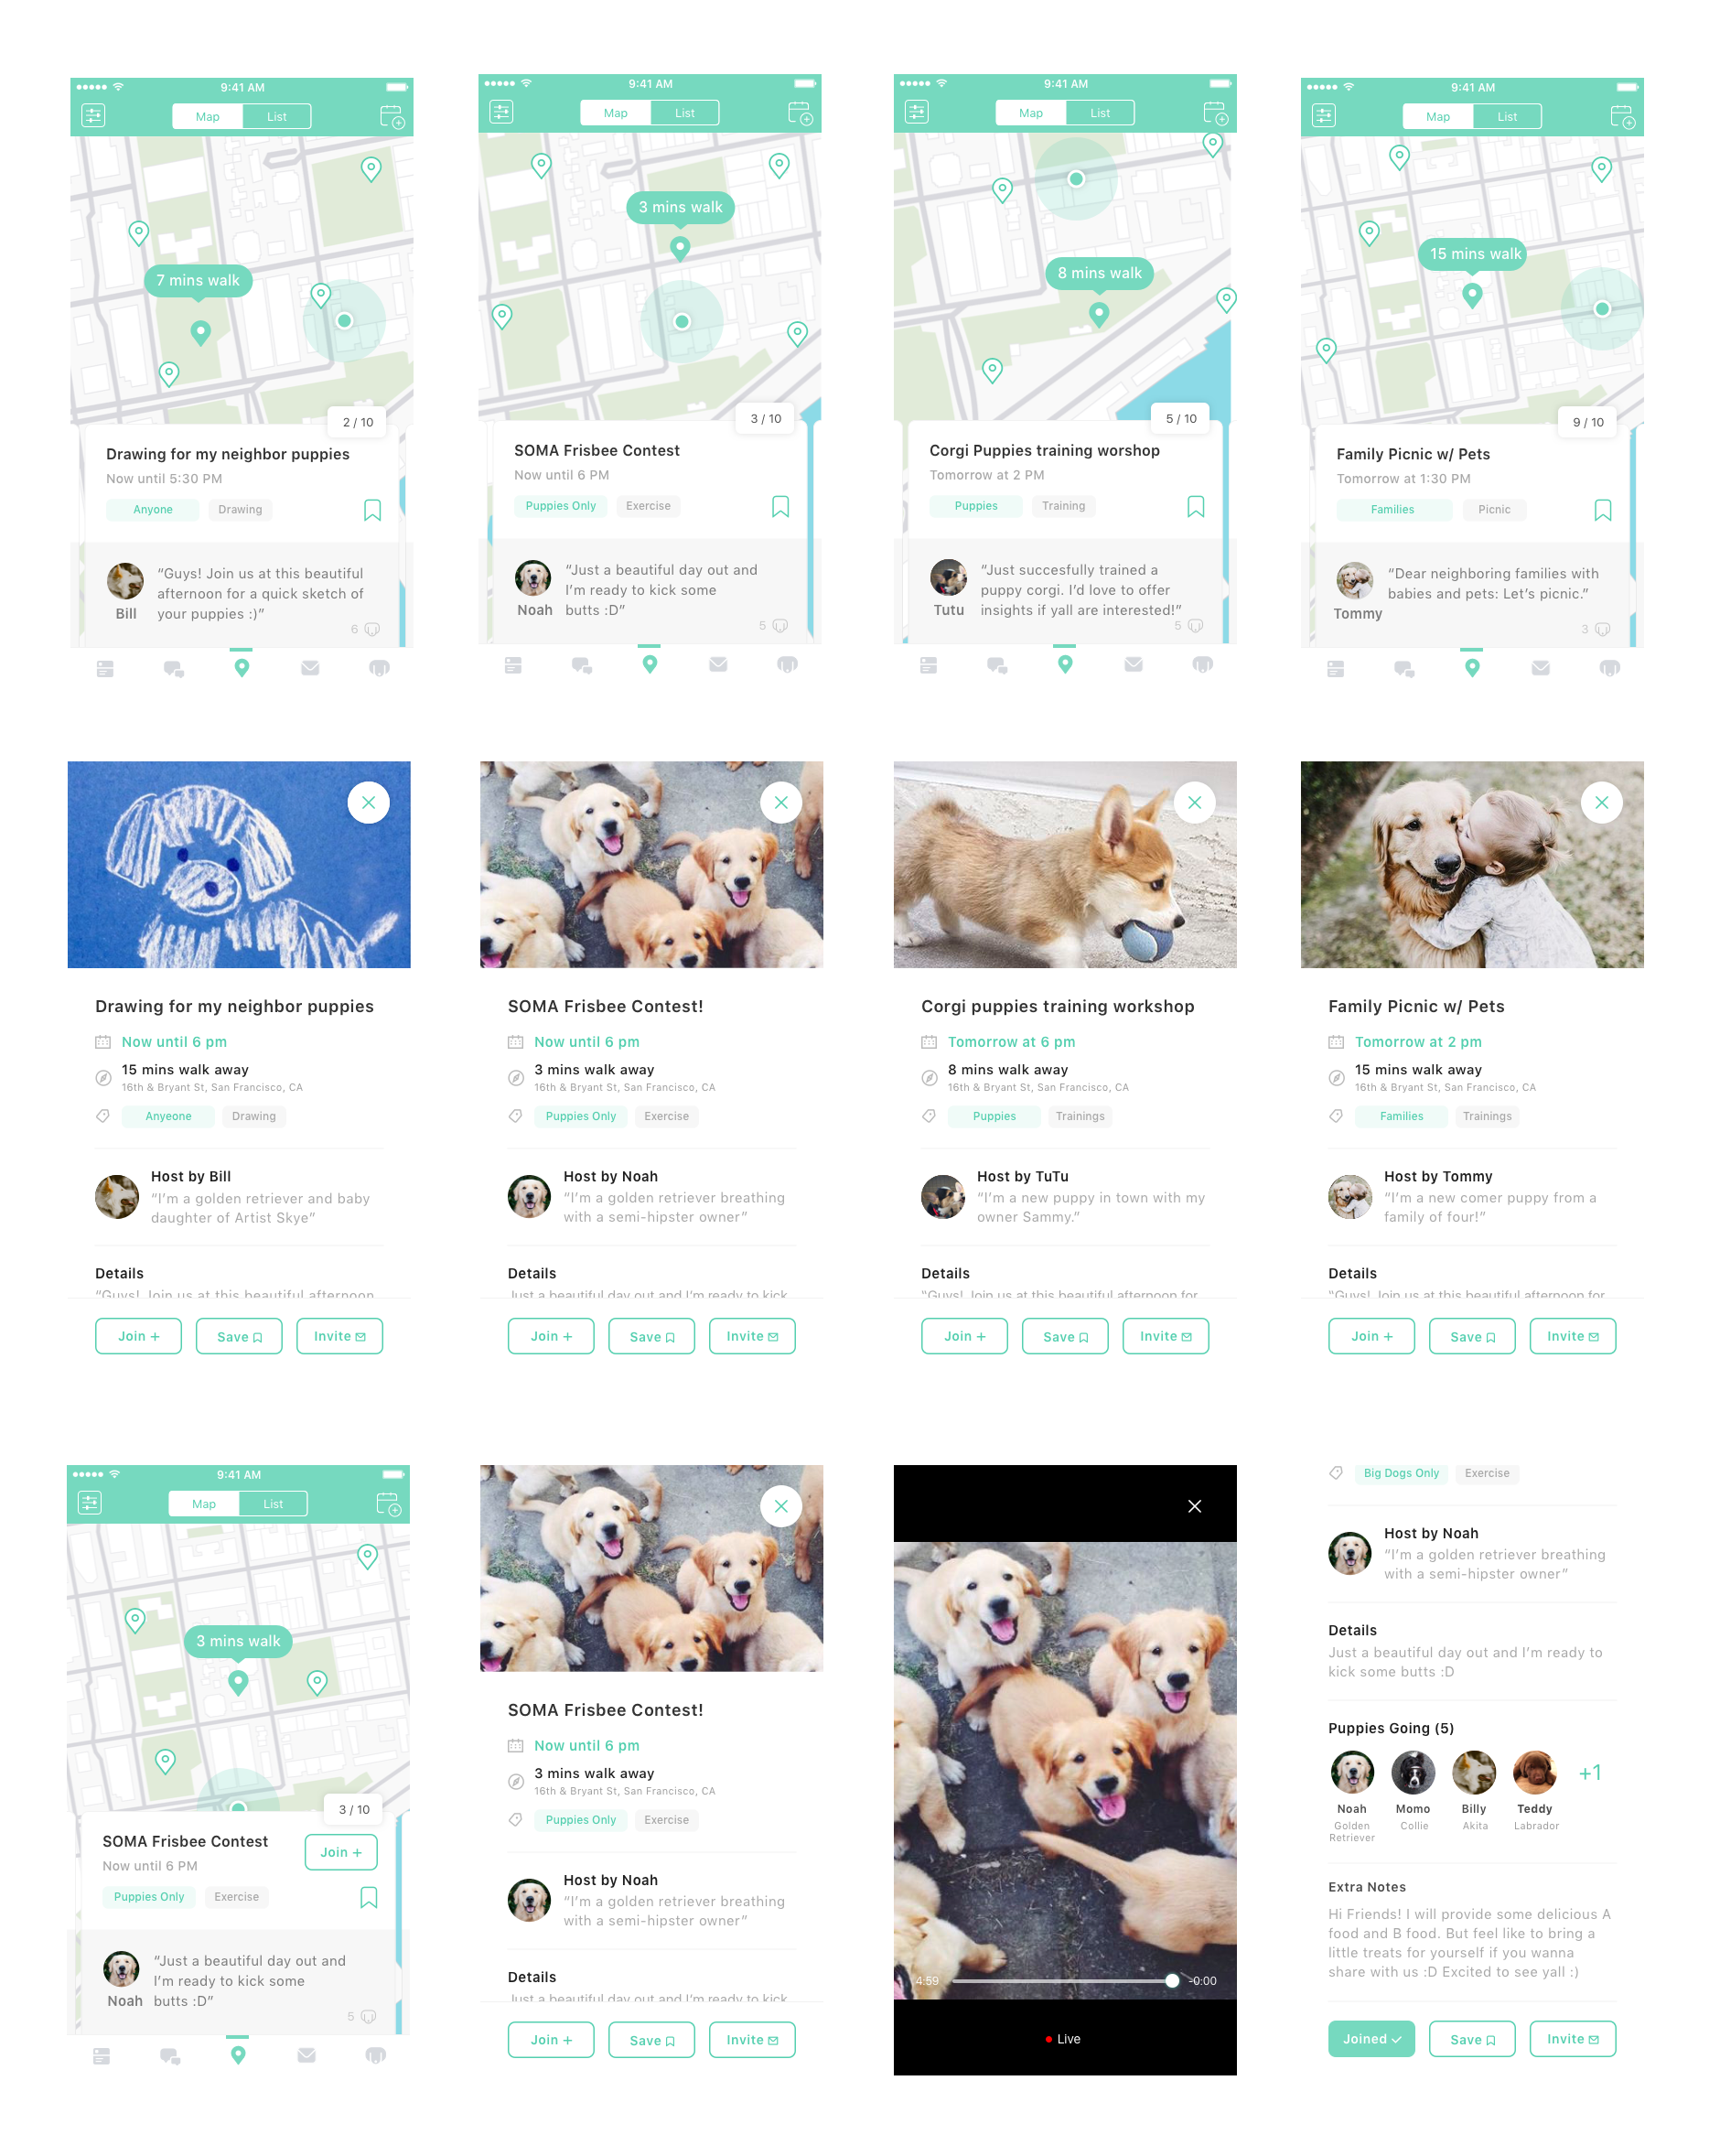 9:41 AM
Map List
7 mins walk
2 / 10
Drawing for my neighbor puppies
Now until 5:30 PM
Anyone Drawing
“Guys! Join us at this beautiful
afternoon for a quick sketch of
your puppies :)”
Bill
6
9:41 AM
Map List
3 mins walk
3 / 10
SOMA Frisbee Contest
Now until 6 PM
Puppies Only Exercise
“Just a beautiful day out and
I’m ready to kick some
butts :D”
Noah
5
9:41 AM
Map List
8 mins walk
5 / 10
Corgi Puppies training worshop
Tomorrow at 2 PM
Puppies Training
“Just succesfully trained a
puppy corgi. I’d love to offer
insights if yall are interested!”
Tutu
5
9:41 AM
Map List
15 mins walk
9 / 10
Family Picnic w/ Pets
Tomorrow at 1:30 PM
Families Picnic
“Dear neighboring families with
babies and pets: Let’s picnic.”
Tommy
3
Drawing for my neighbor puppies
Now until 6 pm
15 mins walk away
16th & Bryant St, San Francisco, CA
Anyeone Drawing
Host by Bill
“I’m a golden retriever and baby
daughter of Artist Skye”
Details
“Guys! Join us at this beautiful afternoon
Join + Save Invite
SOMA Frisbee Contest!
Now until 6 pm
3 mins walk away
16th & Bryant St, San Francisco, CA
Puppies Only Exercise
Host by Noah
“I’m a golden retriever breathing
with a semi-hipster owner”
Details
Just a beautiful day out and I’m ready to kick
Join + Save Invite
Corgi puppies training workshop
Tomorrow at 6 pm
8 mins walk away
16th & Bryant St, San Francisco, CA
Puppies Trainings
Host by TuTu
“I’m a new puppy in town with my
owner Sammy.”
Details
“Guys! Join us at this beautiful afternoon for
Join + Save Invite
Family Picnic w/ Pets
Tomorrow at 2 pm
15 mins walk away
16th & Bryant St, San Francisco, CA
Families Trainings
Host by Tommy
“I’m a new comer puppy from a
family of four!”
Details
“Guys! Join us at this beautiful afternoon for
Join + Save Invite
9:41 AM
Map List
3 mins walk
3 / 10
SOMA Frisbee Contest
Join +
Now until 6 PM
Puppies Only Exercise
“Just a beautiful day out and
I’m ready to kick some
butts :D”
Noah
5
SOMA Frisbee Contest!
Now until 6 pm
3 mins walk away
16th & Bryant St, San Francisco, CA
Puppies Only Exercise
Host by Noah
“I’m a golden retriever breathing
with a semi-hipster owner”
Details
Just a beautiful day out and I’m ready to kick
Join + Save Invite
4:59 -0:00
Live
Big Dogs Only Exercise
Host by Noah
“I’m a golden retriever breathing
with a semi-hipster owner”
Details
Just a beautiful day out and I’m ready to
kick some butts :D
Puppies Going (5)
+1
Noah Momo Billy Teddy
Golden Collie Akita Labrador
Retriever
Extra Notes
Hi Friends! I will provide some delicious A
food and B food. But feel like to bring a
little treats for yourself if you wanna
share with us :D Excited to see yall :)
Joined Save Invite